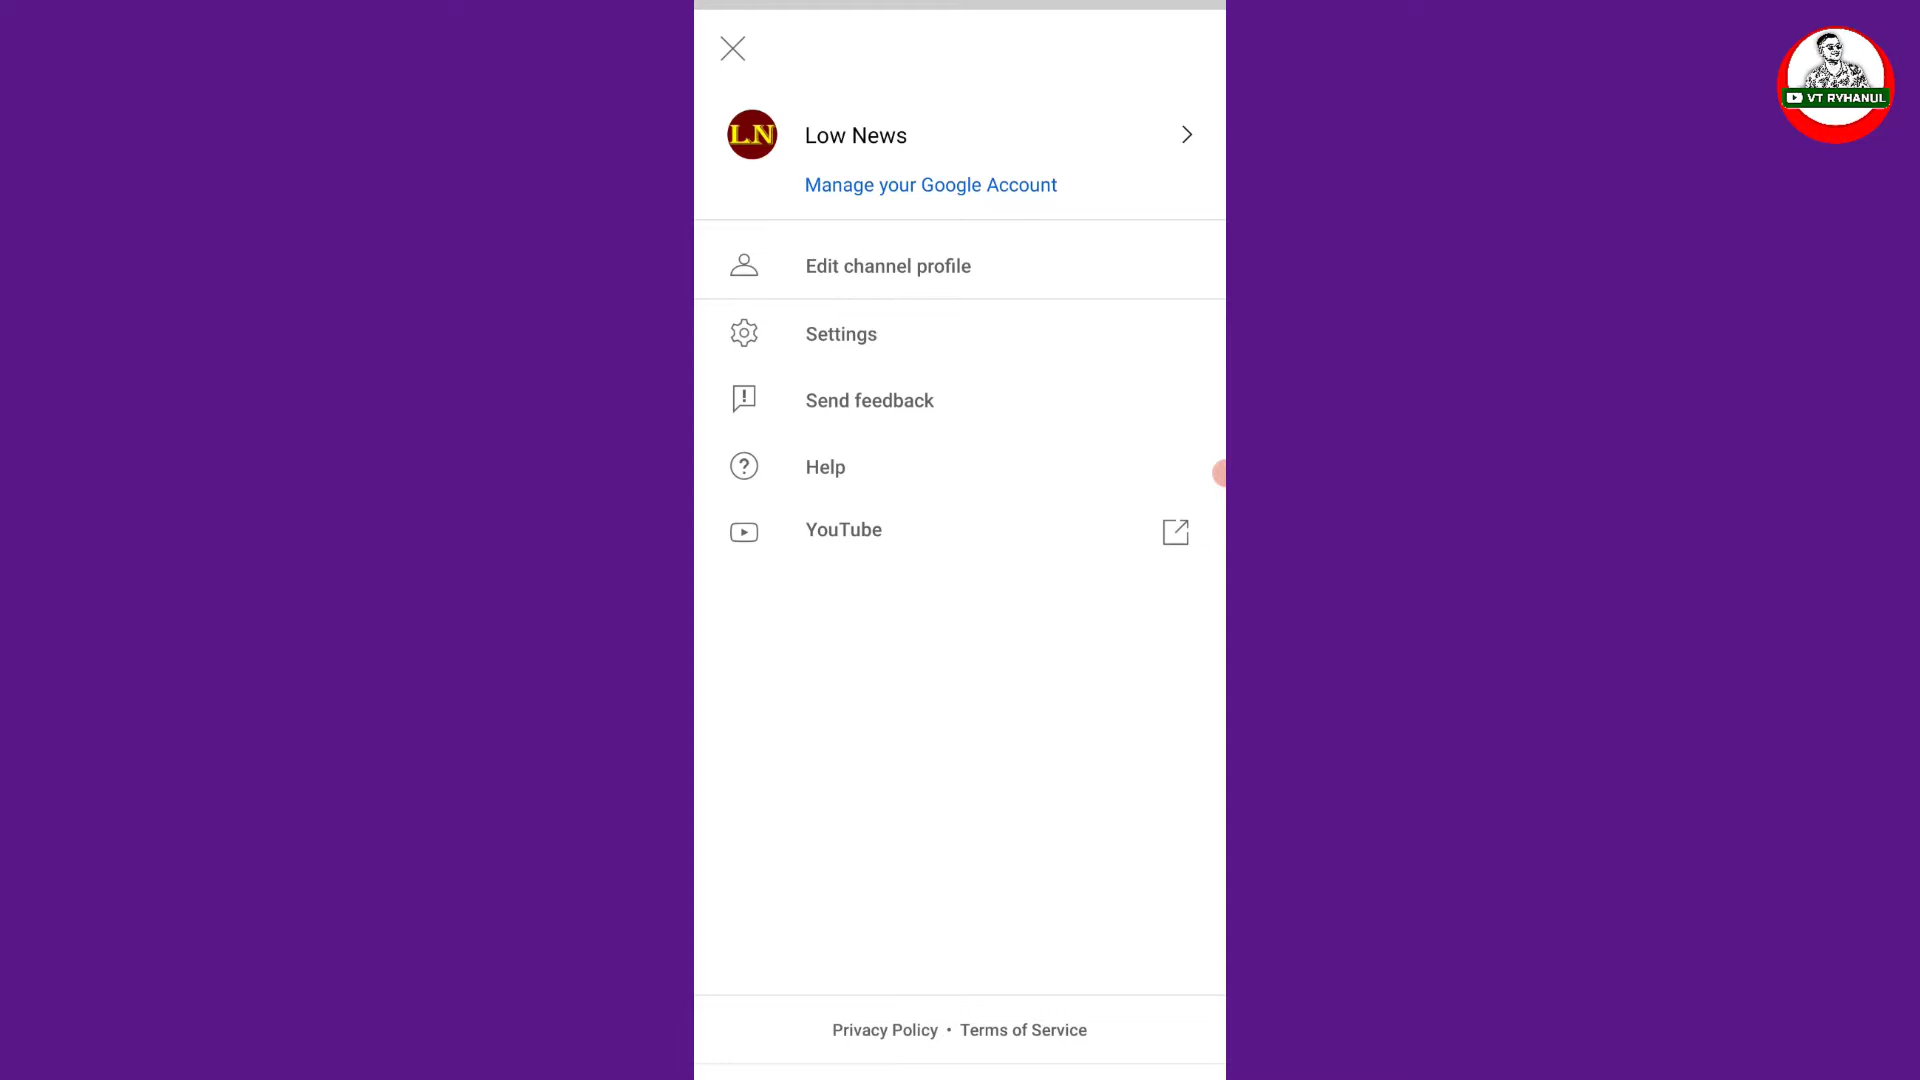 VT RYHANUL
LN
Low News
Manage your Google Account
Edit channel profile
Settings
Send feedback
Help
YouTube
Privacy Policy • Terms of Service